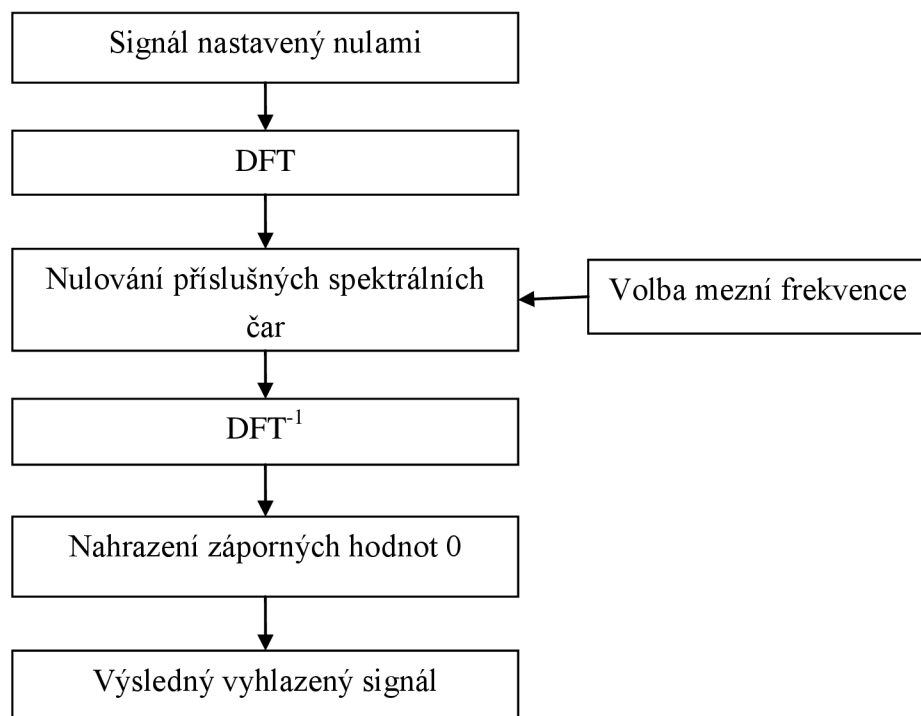 Signál nastavený nulami
DFT
Nulování příslušných spektrálních
čar
Volba mezní frekvence
DFT⁻¹
Nahrazení záporných hodnot 0
Výsledný vyhlazený signál